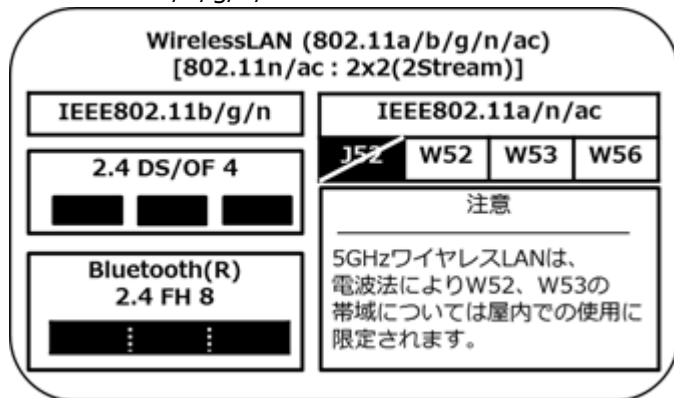 WirelessLAN (802.11a/b/g/n/ac)
[802.11n/ac : 2x2(2Stream)]
IEEE802.11b/g/n
2.4 DS/OF 4
Bluetooth(R)
2.4 FH 8
IEEE802.11a/n/ac
J52 W52 W53 W56
注意
5GHzワイヤレスLANは、
電波法によりW52、W53の
帯域については屋内での使用に
限定されます。